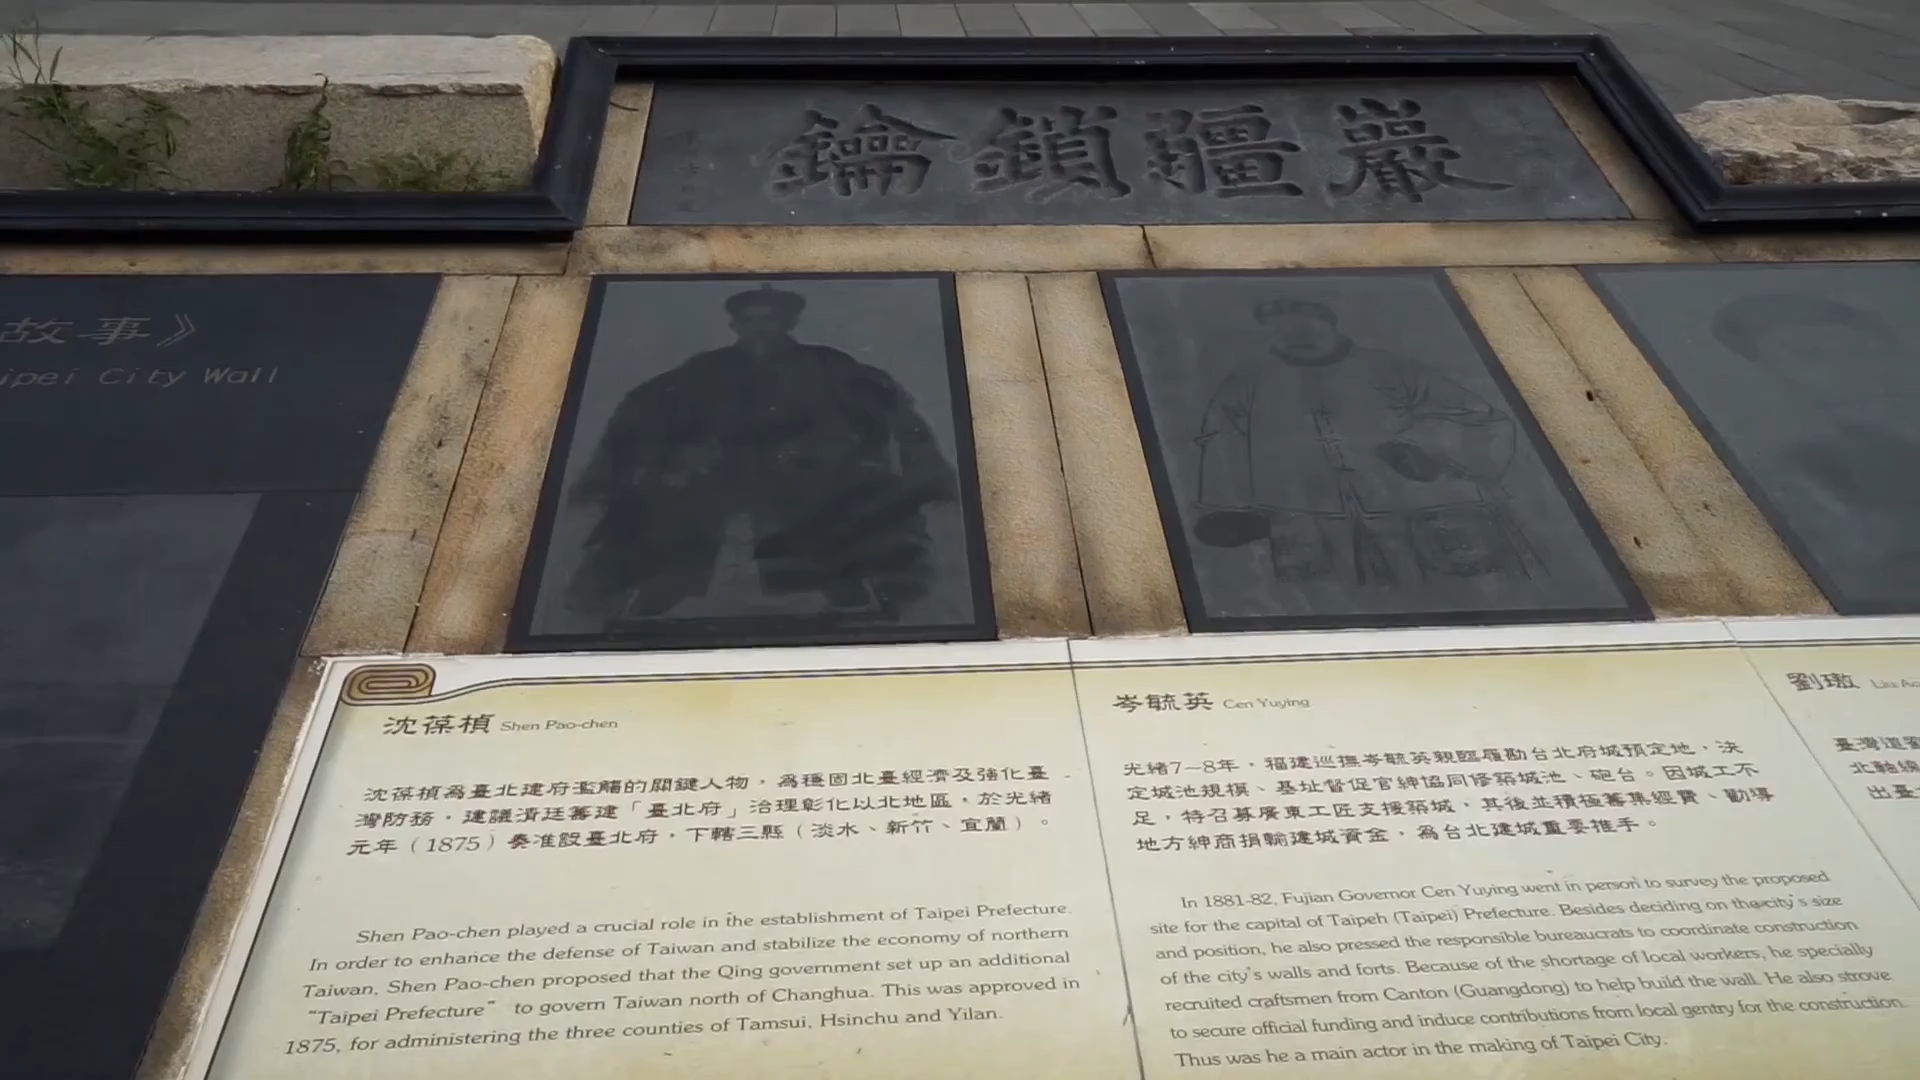 巖疆鎖鑰
故事》
ipei City Wall
沈葆楨 Shen Pao-chen
沈葆楨為臺北建府濫觴的關鍵人物，為穩固北臺經濟及強化臺
灣防務，建議清廷籌建「臺北府」治理彰化以北地區，於光緒
元年（1875）奏准設臺北府，下轄三縣（淡水、新竹、宜蘭）。
Shen Pao-chen played a crucial role in the establishment of Taipei Prefecture.
In order to enhance the defense of Taiwan and stabilize the economy of northern
Taiwan, Shen Pao-chen proposed that the Qing government set up an additional
"Taipei Prefecture" to govern Taiwan north of Changhua. This was approved in
1875, for administering the three counties of Tamsui, Hsinchu and Yilan.
岑毓英 Cen Yuying
光緒7~8年，福建巡撫岑毓英親臨履勘台北府城預定地，決
定城池規模、基址督促官紳協同修築城池、砲台。因城工不
足，特召募廣東工匠支援築城，其後並積極籌集經費、勸導
地方紳商捐輸建城資金，為台北建城重要推手。
In 1881-82, Fujian Governor Cen Yuying went in person to survey the proposed
site for the capital of Taipeh (Taipei) Prefecture. Besides deciding on the city's size
and position, he also pressed the responsible bureaucrats to coordinate construction
of the city's walls and forts. Because of the shortage of local workers, he specially
recruited craftsmen from Canton (Guangdong) to help build the wall. He also strove
to secure official funding and induce contributions from local gentry for the construction.
Thus was he a main actor in the making of Taipei City.
劉璈 Liu Ao
臺灣道劉
北軸線
出臺